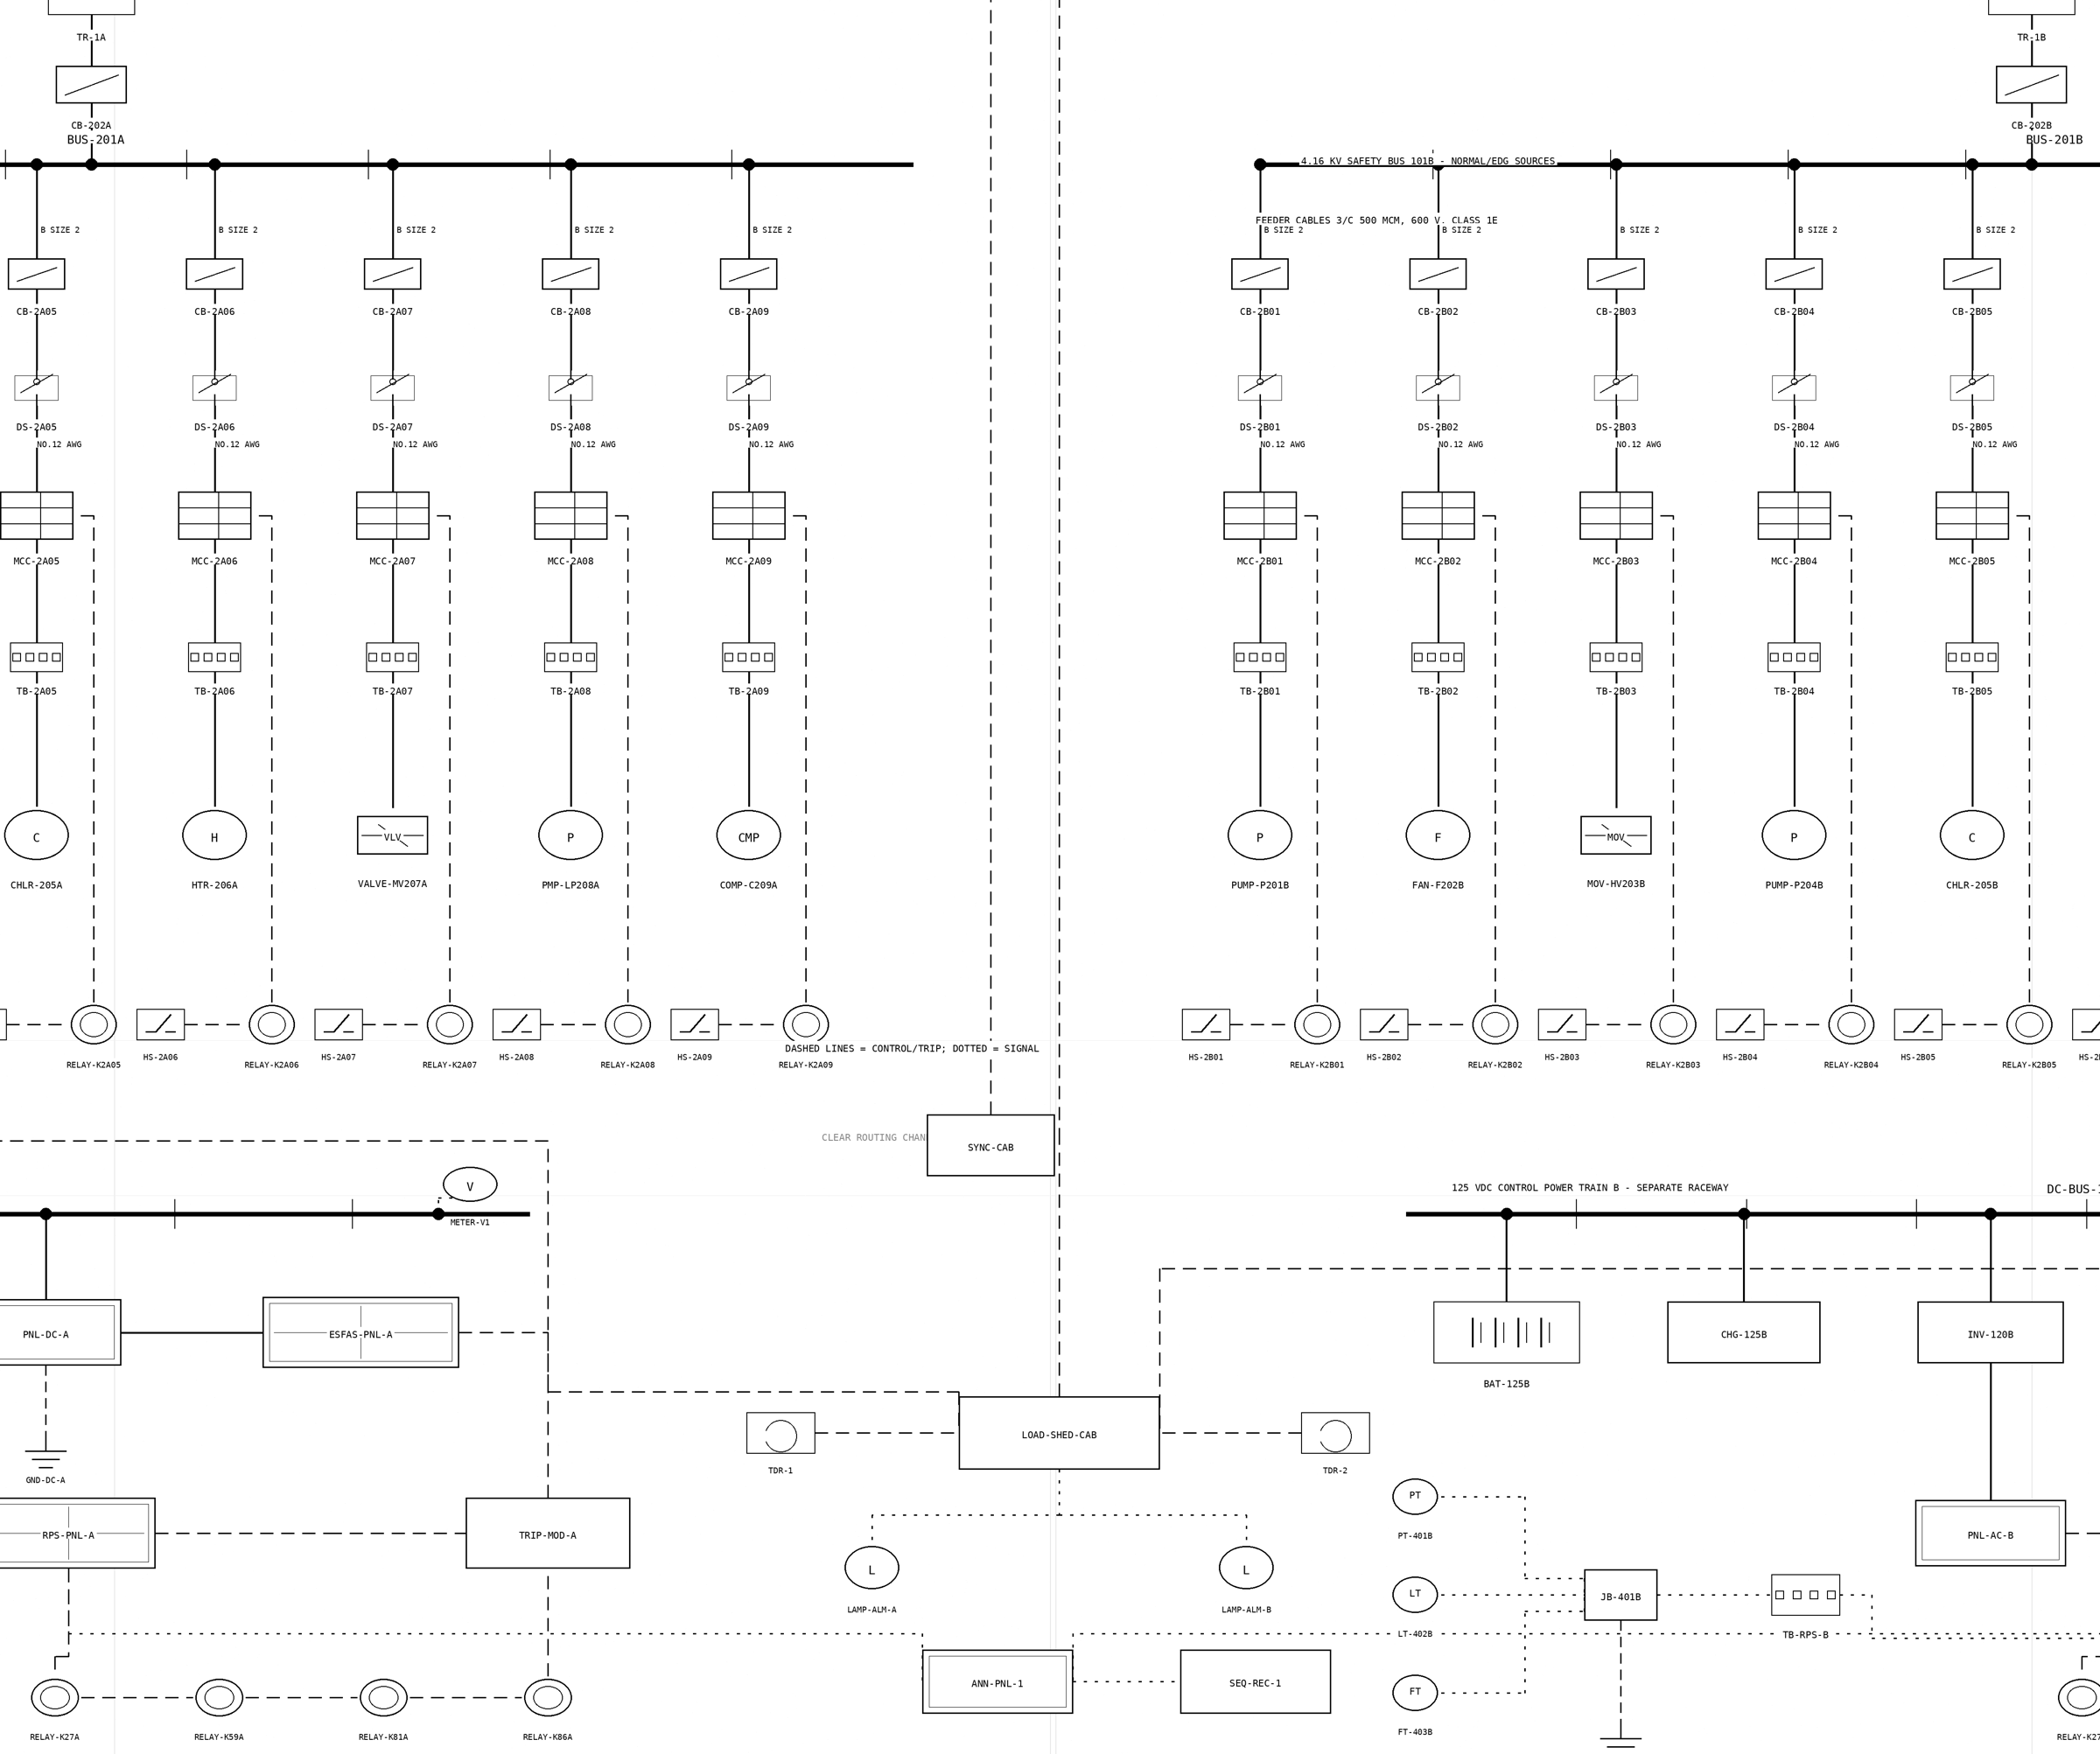 TR-1A
TR-1B
CB-202A
CB-202B
BUS-201A
BUS-201B
4.16 KV SAFETY BUS 101B - NORMAL/EDG SOURCES
FEEDER CABLES 3/C 500 MCM, 600 V. CLASS 1E
B SIZE 2
B SIZE 2
B SIZE 2
B SIZE 2
B SIZE 2
B SIZE 2
B SIZE 2
B SIZE 2
B SIZE 2
B SIZE 2
CB-2A05
CB-2A06
CB-2A07
CB-2A08
CB-2A09
CB-2B01
CB-2B02
CB-2B03
CB-2B04
CB-2B05
DS-2A05
DS-2A06
DS-2A07
DS-2A08
DS-2A09
DS-2B01
DS-2B02
DS-2B03
DS-2B04
DS-2B05
NO.12 AWG
NO.12 AWG
NO.12 AWG
NO.12 AWG
NO.12 AWG
NO.12 AWG
NO.12 AWG
NO.12 AWG
NO.12 AWG
NO.12 AWG
MCC-2A05
MCC-2A06
MCC-2A07
MCC-2A08
MCC-2A09
MCC-2B01
MCC-2B02
MCC-2B03
MCC-2B04
MCC-2B05
TB-2A05
TB-2A06
TB-2A07
TB-2A08
TB-2A09
TB-2B01
TB-2B02
TB-2B03
TB-2B04
TB-2B05
C
H
VLV
P
CMP
P
F
MOV
P
C
CHLR-205A
HTR-206A
VALVE-MV207A
PMP-LP208A
COMP-C209A
PUMP-P201B
FAN-F202B
MOV-HV203B
PUMP-P204B
CHLR-205B
DASHED LINES = CONTROL/TRIP; DOTTED = SIGNAL
RELAY-K2A05
HS-2A06
RELAY-K2A06
HS-2A07
RELAY-K2A07
HS-2A08
RELAY-K2A08
HS-2A09
RELAY-K2A09
HS-2B01
RELAY-K2B01
HS-2B02
RELAY-K2B02
HS-2B03
RELAY-K2B03
HS-2B04
RELAY-K2B04
HS-2B05
RELAY-K2B05
CLEAR ROUTING CHAN
SYNC-CAB
V
METER-V1
125 VDC CONTROL POWER TRAIN B - SEPARATE RACEWAY
DC-BUS-1
PNL-DC-A
ESFAS-PNL-A
CHG-125B
INV-120B
BAT-125B
LOAD-SHED-CAB
TDR-1
TDR-2
GND-DC-A
PT
PT-401B
RPS-PNL-A
TRIP-MOD-A
PNL-AC-B
L
L
LAMP-ALM-A
LAMP-ALM-B
LT
LT-402B
JB-401B
TB-RPS-B
ANN-PNL-1
SEQ-REC-1
FT
FT-403B
RELAY-K27A
RELAY-K59A
RELAY-K81A
RELAY-K86A
RELAY-K27